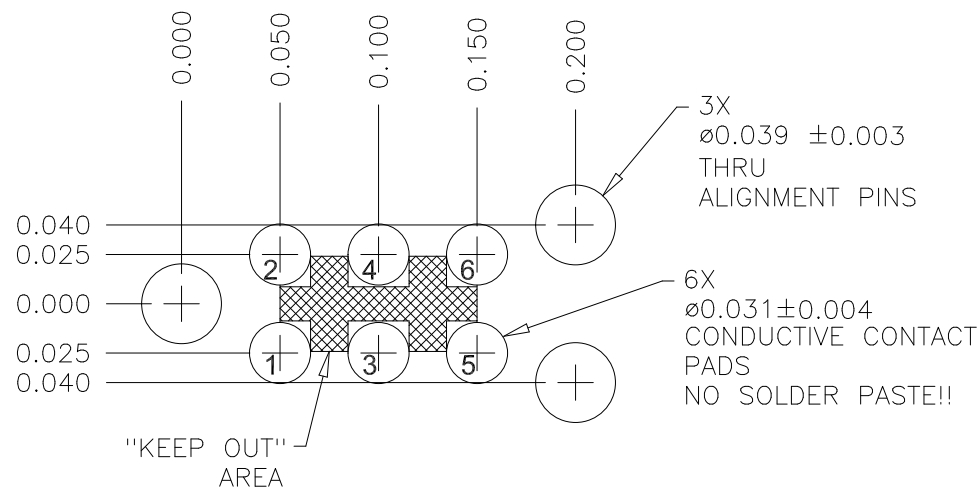 0.000
0.050
0.100
0.150
0.200
3X
ø0.039 ±0.003
THRU
ALIGNMENT PINS
0.040
0.025
0.000
0.025
0.040
2
4
6
1
3
5
6X
ø0.031±0.004
CONDUCTIVE CONTACT
PADS
NO SOLDER PASTE!!
"KEEP OUT"
AREA